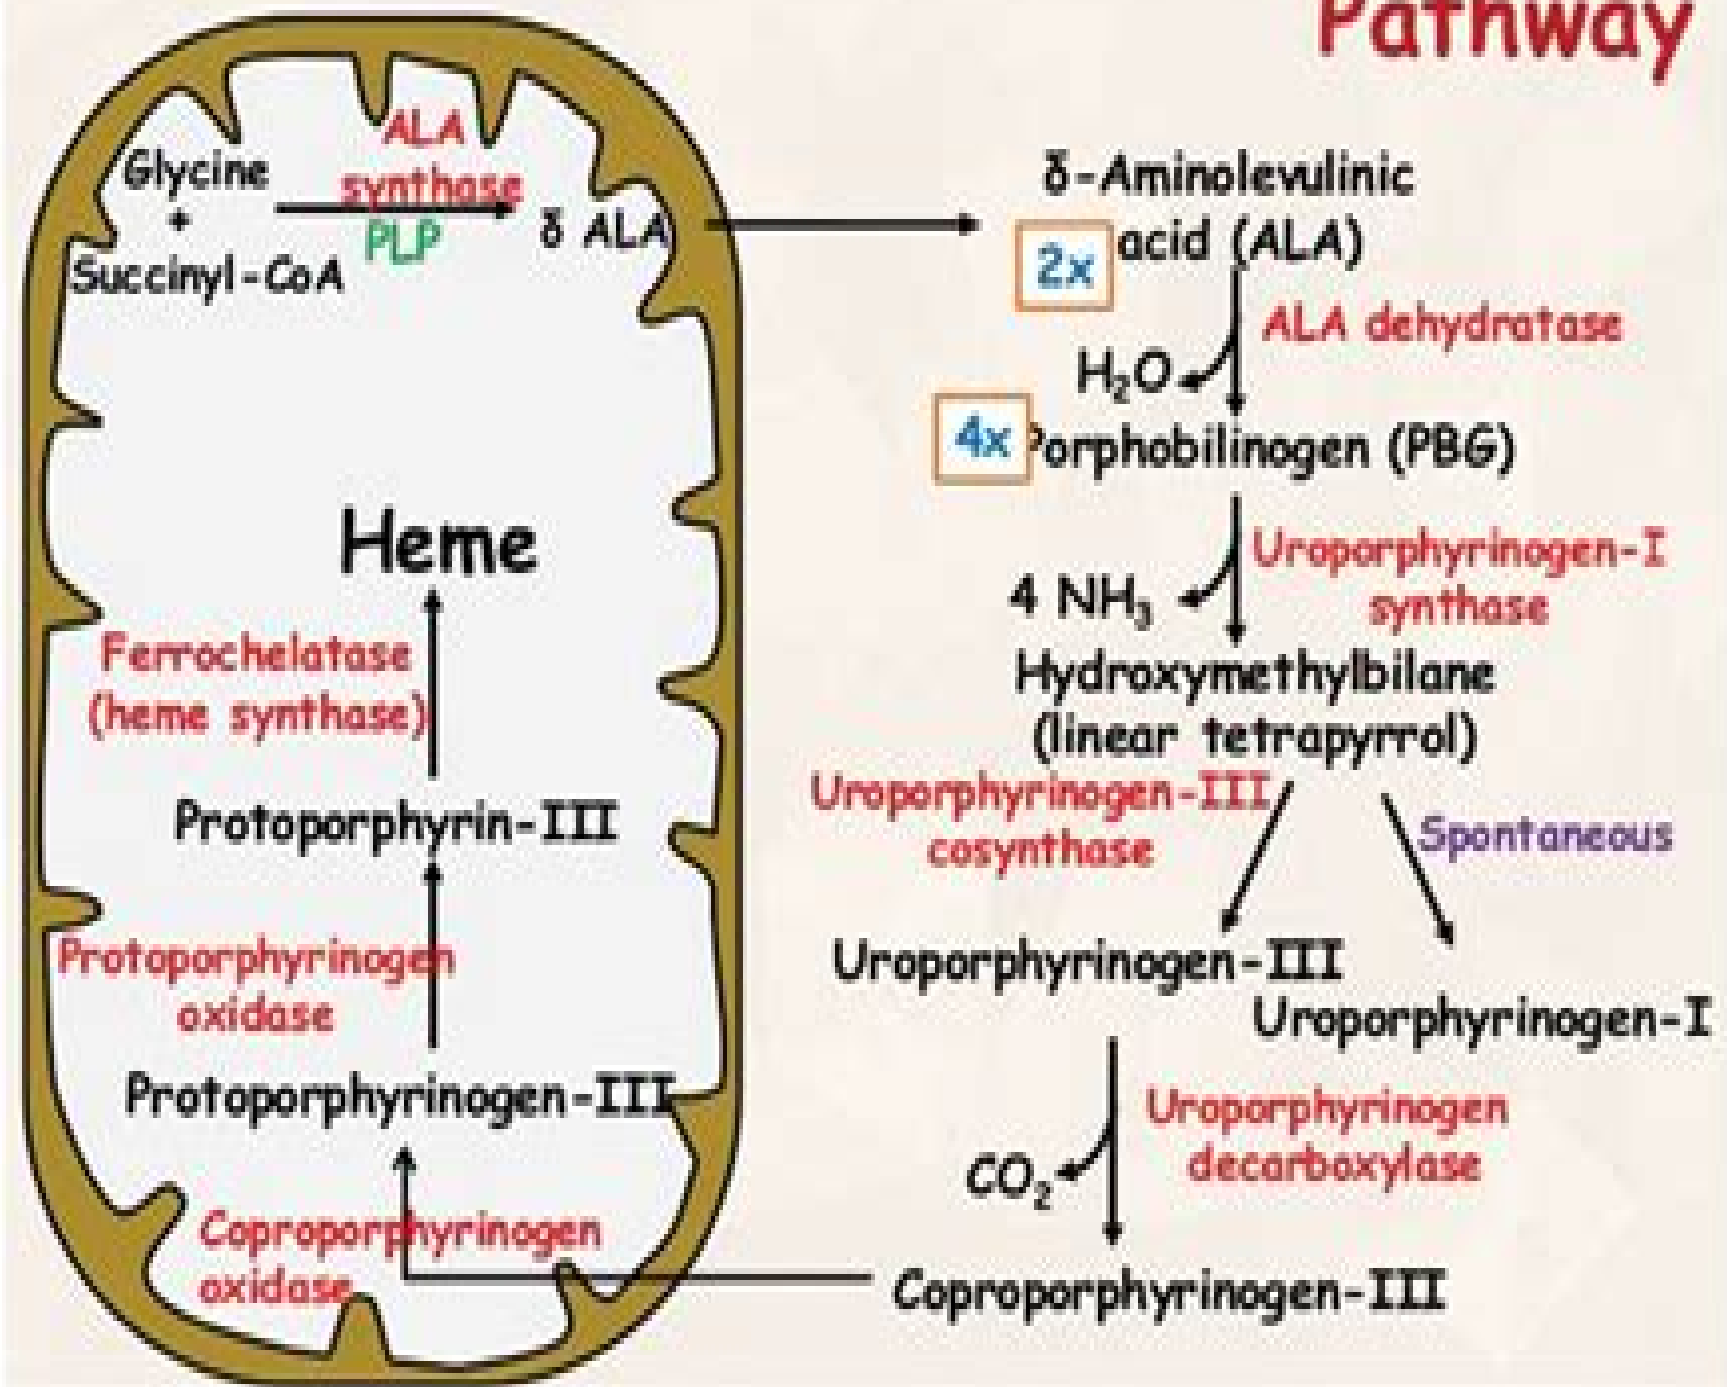 Pathway
Glycine
+
Succinyl-CoA
ALA
synthase
PLP
δ ALA
δ-Aminolevulinic
acid (ALA)
2x
ALA dehydratase
H₂O
4x
Porphobilinogen (PBG)
Uroporphyrinogen-I
synthase
4 NH₃
Hydroxymethylbilane
(linear tetrapyrrol)
Uroporphyrinogen-III
cosynthase
Spontaneous
Uroporphyrinogen-III
Uroporphyrinogen-I
Uroporphyrinogen
decarboxylase
CO₂
Coproporphyrinogen-III
Coproporphyrinogen
oxidase
Protoporphyrinogen-III
Protoporphyrinogen
oxidase
Protoporphyrin-III
Ferrochelatase
(heme synthase)
Heme